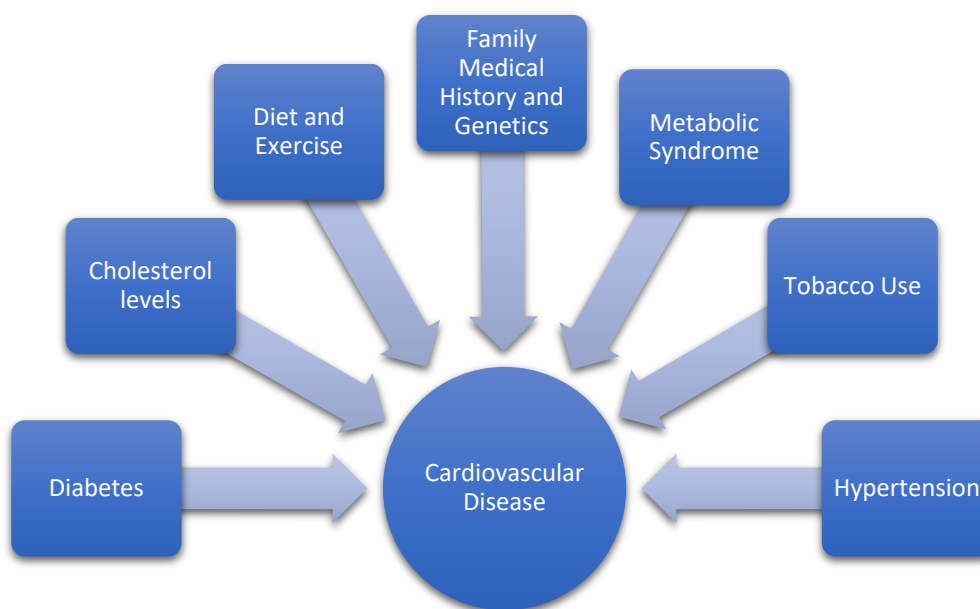 Family
Medical
History and
Genetics
Diet and
Exercise
Metabolic
Syndrome
Cholesterol
levels
Tobacco Use
Diabetes
Cardiovascular
Disease
Hypertension